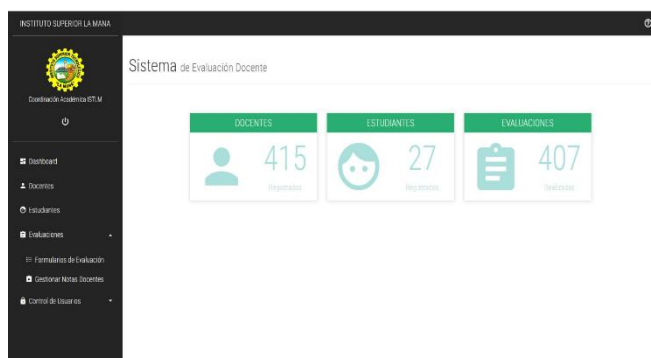 INSTITUTO SUPERIOR LA MANA
Coordinación Académica ISTLM
Sistema de Evaluación Docente
DOCENTES
415
Registrados
ESTUDIANTES
27
Registrados
EVALUACIONES
407
Realizadas
Dashboard
Docentes
Estudiantes
Evaluaciones
Formularios de Evaluación
Gestionar Notas Docentes
Control de Usuarios